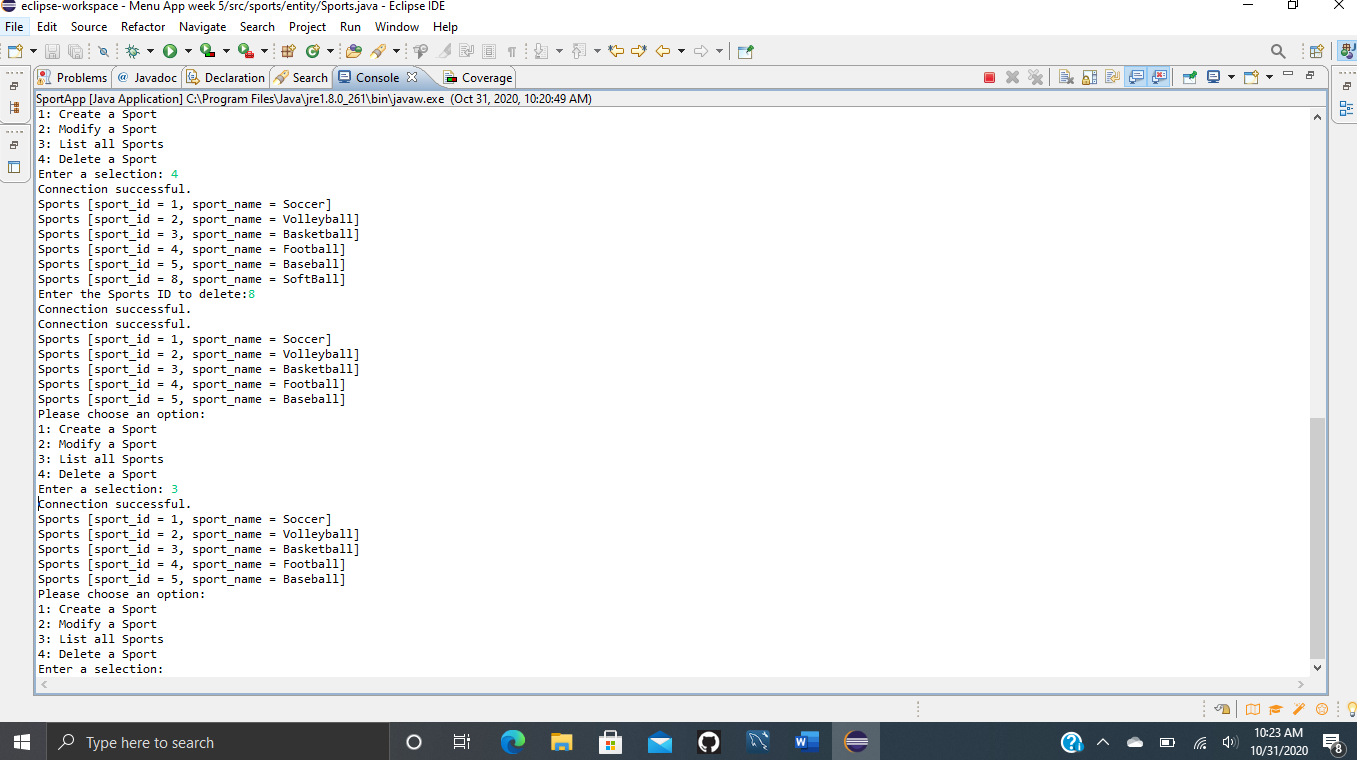 eclipse-workspace - Menu App week 5/src/sports/entity/Sports.java - Eclipse IDE
File Edit Source Refactor Navigate Search Project Run Window Help
Problems @ Javadoc Declaration Search Console Coverage
SportApp [Java Application] C:\Program Files\Java\jre1.8.0_261\bin\javaw.exe (Oct 31, 2020, 10:20:49 AM)
1: Create a Sport
2: Modify a Sport
3: List all Sports
4: Delete a Sport
Enter a selection: 4
Connection successful.
Sports [sport_id = 1, sport_name = Soccer]
Sports [sport_id = 2, sport_name = Volleyball]
Sports [sport_id = 3, sport_name = Basketball]
Sports [sport_id = 4, sport_name = Football]
Sports [sport_id = 5, sport_name = Baseball]
Sports [sport_id = 8, sport_name = SoftBall]
Enter the Sports ID to delete:8
Connection successful.
Connection successful.
Sports [sport_id = 1, sport_name = Soccer]
Sports [sport_id = 2, sport_name = Volleyball]
Sports [sport_id = 3, sport_name = Basketball]
Sports [sport_id = 4, sport_name = Football]
Sports [sport_id = 5, sport_name = Baseball]
Please choose an option:
1: Create a Sport
2: Modify a Sport
3: List all Sports
4: Delete a Sport
Enter a selection: 3
Connection successful.
Sports [sport_id = 1, sport_name = Soccer]
Sports [sport_id = 2, sport_name = Volleyball]
Sports [sport_id = 3, sport_name = Basketball]
Sports [sport_id = 4, sport_name = Football]
Sports [sport_id = 5, sport_name = Baseball]
Please choose an option:
1: Create a Sport
2: Modify a Sport
3: List all Sports
4: Delete a Sport
Enter a selection:
Type here to search
10:23 AM
10/31/2020
8